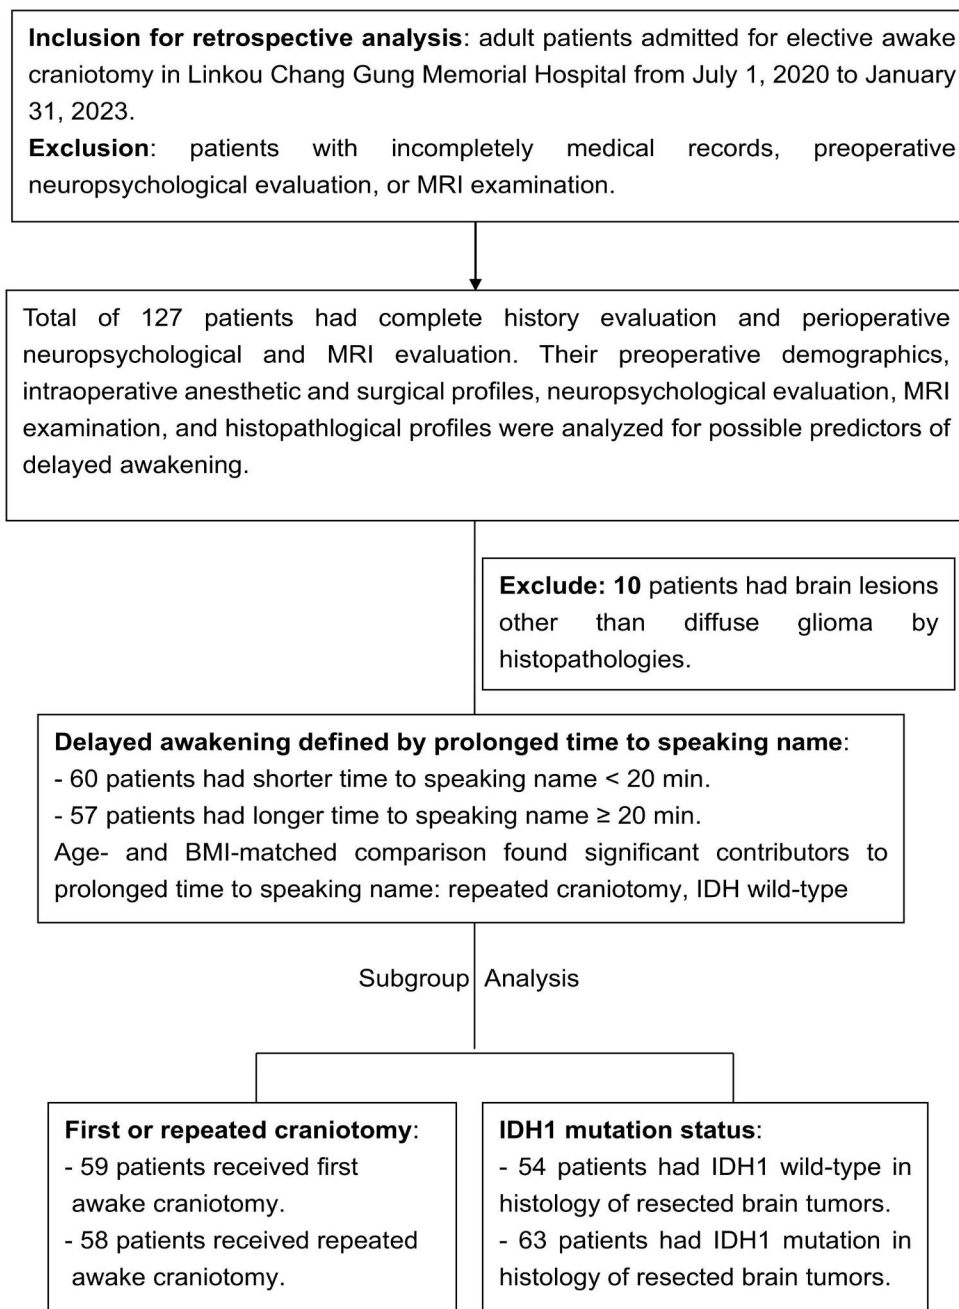 Inclusion for retrospective analysis: adult patients admitted for elective awake
craniotomy in Linkou Chang Gung Memorial Hospital from July 1, 2020 to January
31, 2023.
Exclusion: patients with incompletely medical records, preoperative
neuropsychological evaluation, or MRI examination.
Total of 127 patients had complete history evaluation and perioperative
neuropsychological and MRI evaluation. Their preoperative demographics,
intraoperative anesthetic and surgical profiles, neuropsychological evaluation, MRI
examination, and histopathlogical profiles were analyzed for possible predictors of
delayed awakening.
Exclude: 10 patients had brain lesions
other than diffuse glioma by
histopathologies.
Delayed awakening defined by prolonged time to speaking name:
- 60 patients had shorter time to speaking name < 20 min.
- 57 patients had longer time to speaking name ≥ 20 min.
Age- and BMI-matched comparison found significant contributors to
prolonged time to speaking name: repeated craniotomy, IDH wild-type
Subgroup Analysis
First or repeated craniotomy:
- 59 patients received first
awake craniotomy.
- 58 patients received repeated
awake craniotomy.
IDH1 mutation status:
- 54 patients had IDH1 wild-type in
histology of resected brain tumors.
- 63 patients had IDH1 mutation in
histology of resected brain tumors.